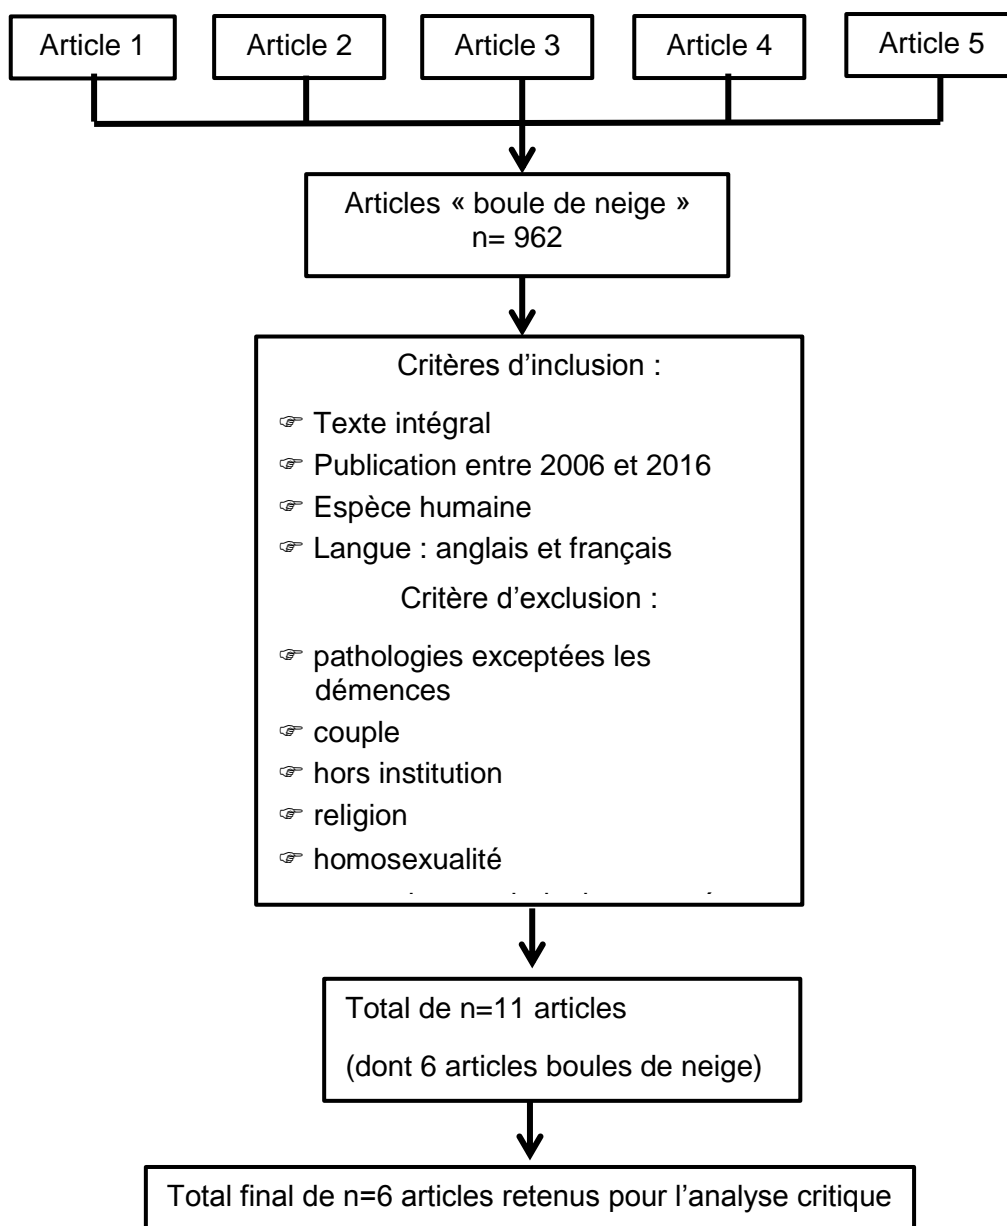 Article 1
Article 2
Article 3
Article 4
Article 5
Articles « boule de neige »
n= 962
Critères d’inclusion :
☞ Texte intégral
☞ Publication entre 2006 et 2016
☞ Espèce humaine
☞ Langue : anglais et français
Critère d’exclusion :
☞ pathologies exceptées les
démences
☞ couple
☞ hors institution
☞ religion
☞ homosexualité
Total de n=11 articles
(dont 6 articles boules de neige)
Total final de n=6 articles retenus pour l’analyse critique